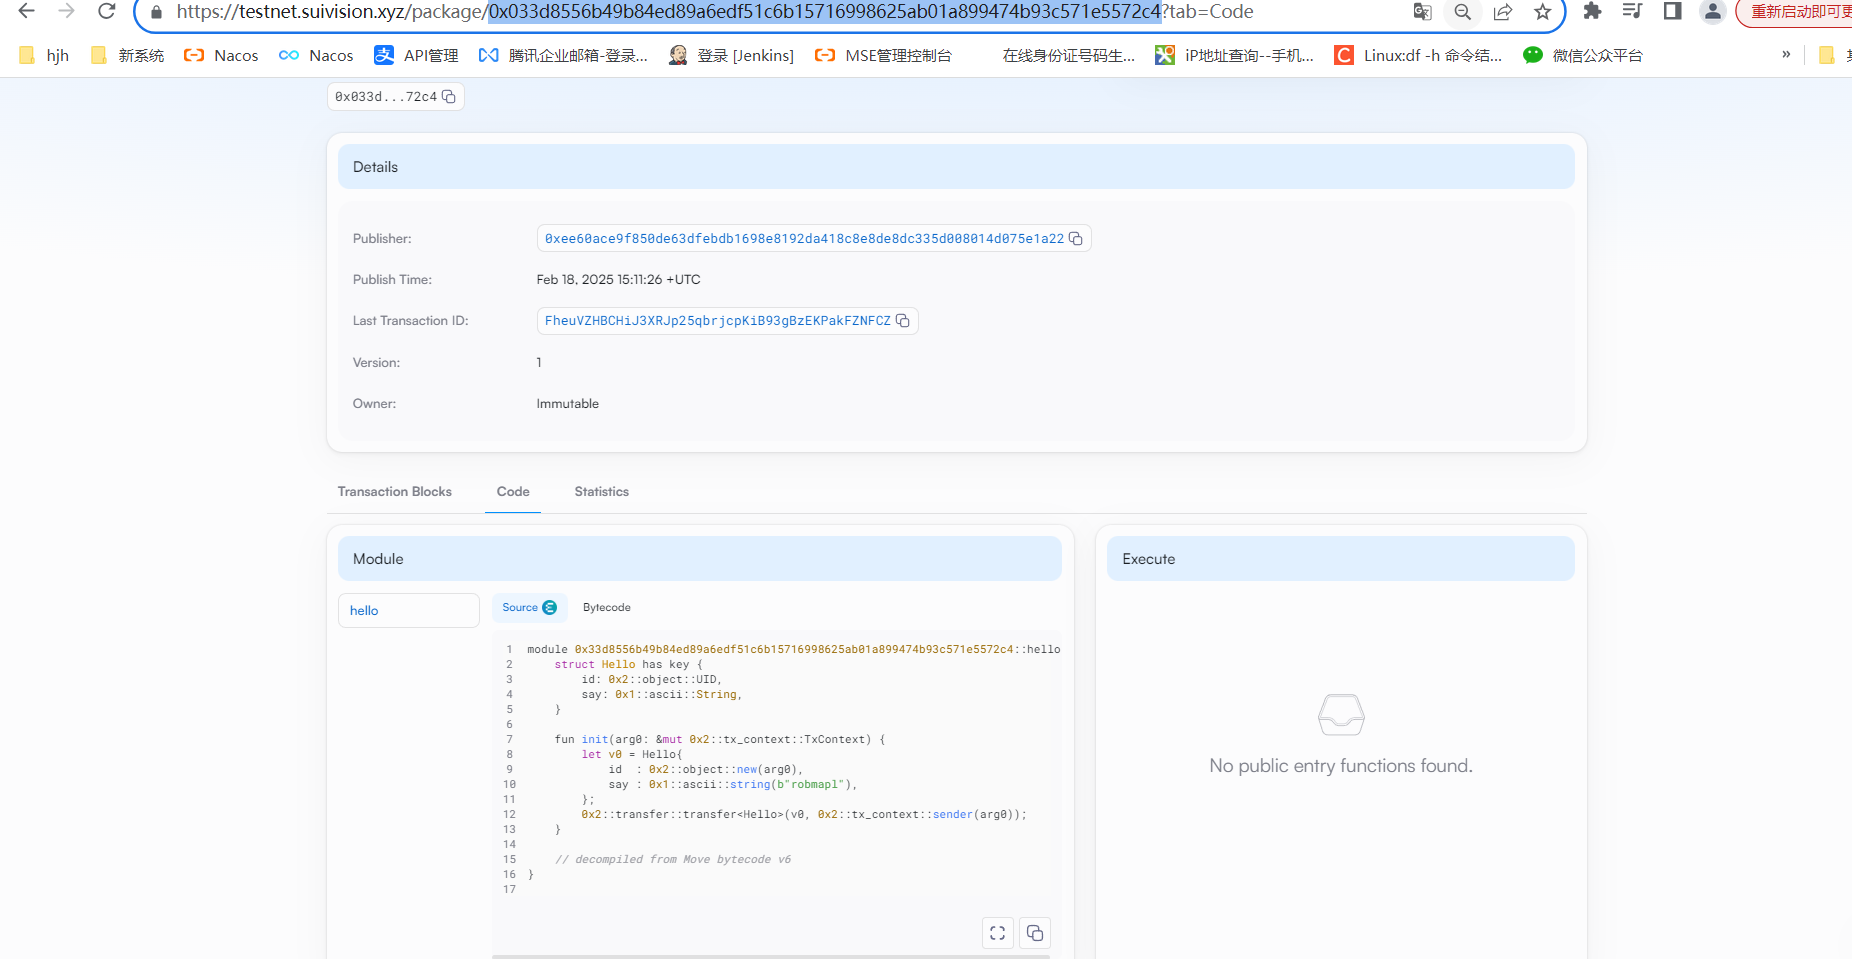 https://testnet.suivision.xyz/package/0x033d8556b49b84ed89a6edf51c6b15716998625ab01a899474b93c571e5572c4?tab=Code
重新启动即可更
hjh 新系统 Nacos Nacos API管理 腾讯企业邮箱-登录... 登录 [Jenkins] MSE管理控制台 在线身份证号码生... iP地址查询--手机... Linux:df -h 命令结... 微信公众平台 »
0x033d...72c4
Details
Publisher: 0xee60ace9f850de63dfebdb1698e8192da418c8e8de8dc335d008014d075e1a22
Publish Time: Feb 18, 2025 15:11:26 +UTC
Last Transaction ID: FheuVZHBCHiJ3XRJp25qbrjcpKiB93gBzEKPakFZNFCZ
Version: 1
Owner: Immutable
Transaction Blocks Code Statistics
Module
Execute
hello
Source Bytecode
1 module 0x33d8556b49b84ed89a6edf51c6b15716998625ab01a899474b93c571e5572c4::hello
2 struct Hello has key {
3 id: 0x2::object::UID,
4 say: 0x1::ascii::String,
5 }
6
7 fun init(arg0: &mut 0x2::tx_context::TxContext) {
8 let v0 = Hello{
9 id : 0x2::object::new(arg0),
10 say : 0x1::ascii::string(b"robmapl"),
11 };
12 0x2::transfer::transfer<Hello>(v0, 0x2::tx_context::sender(arg0));
13 }
14
15 // decompiled from Move bytecode v6
16 }
17
No public entry functions found.